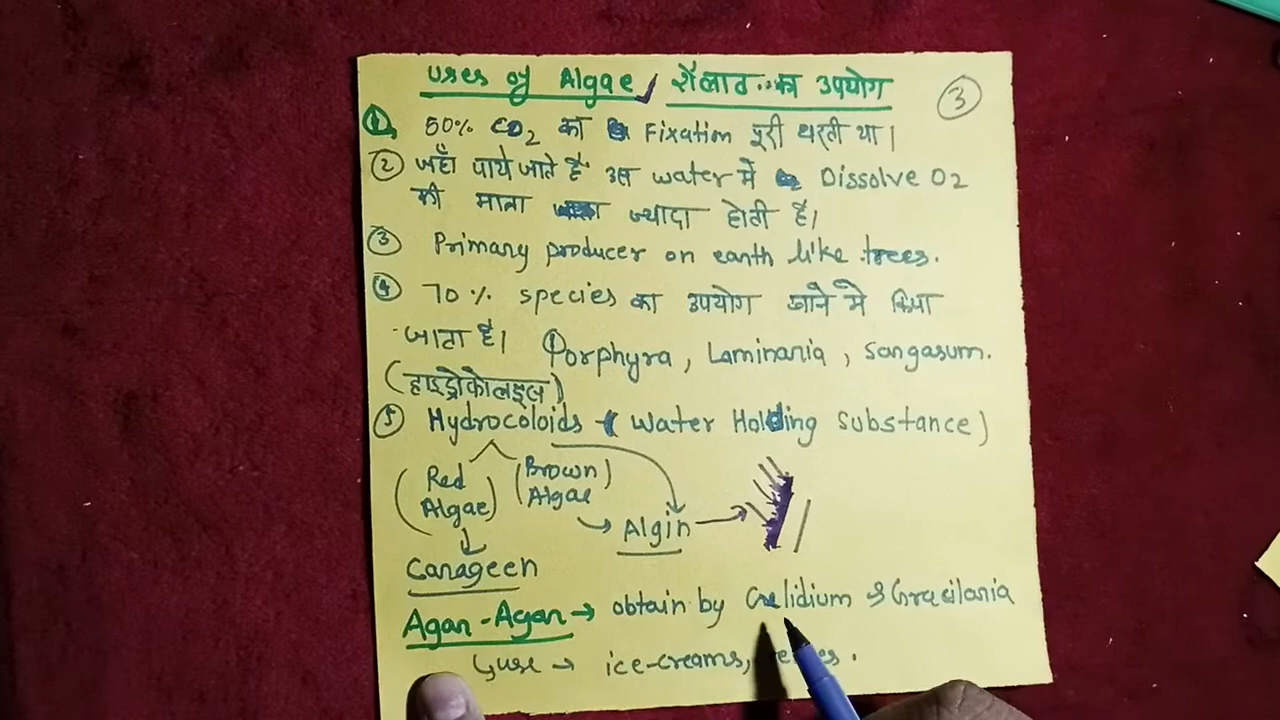 Uses of Algae / शैलाव का उपयोग
3
① 50% CO2 का Fixation पूरी करती था।
② जहाँ पाये जाते है उस water में Dissolve O2
की मात्रा ज्यादा होती है।
③ Primary producer on earth like trees.
④ 70% species का उपयोग खाने मे किया
जाता है। Porphyra, Laminaria, Sangasum.
(हाइड्रोकोलइड्स)
⑤ Hydrocoloids - (Water Holding Substance)
(Red Algae) (Brown Algae)
→ Algin →
Carageen
Agar-Agar → obtain by Gelidium & Gracilaria
use → ice-creams,